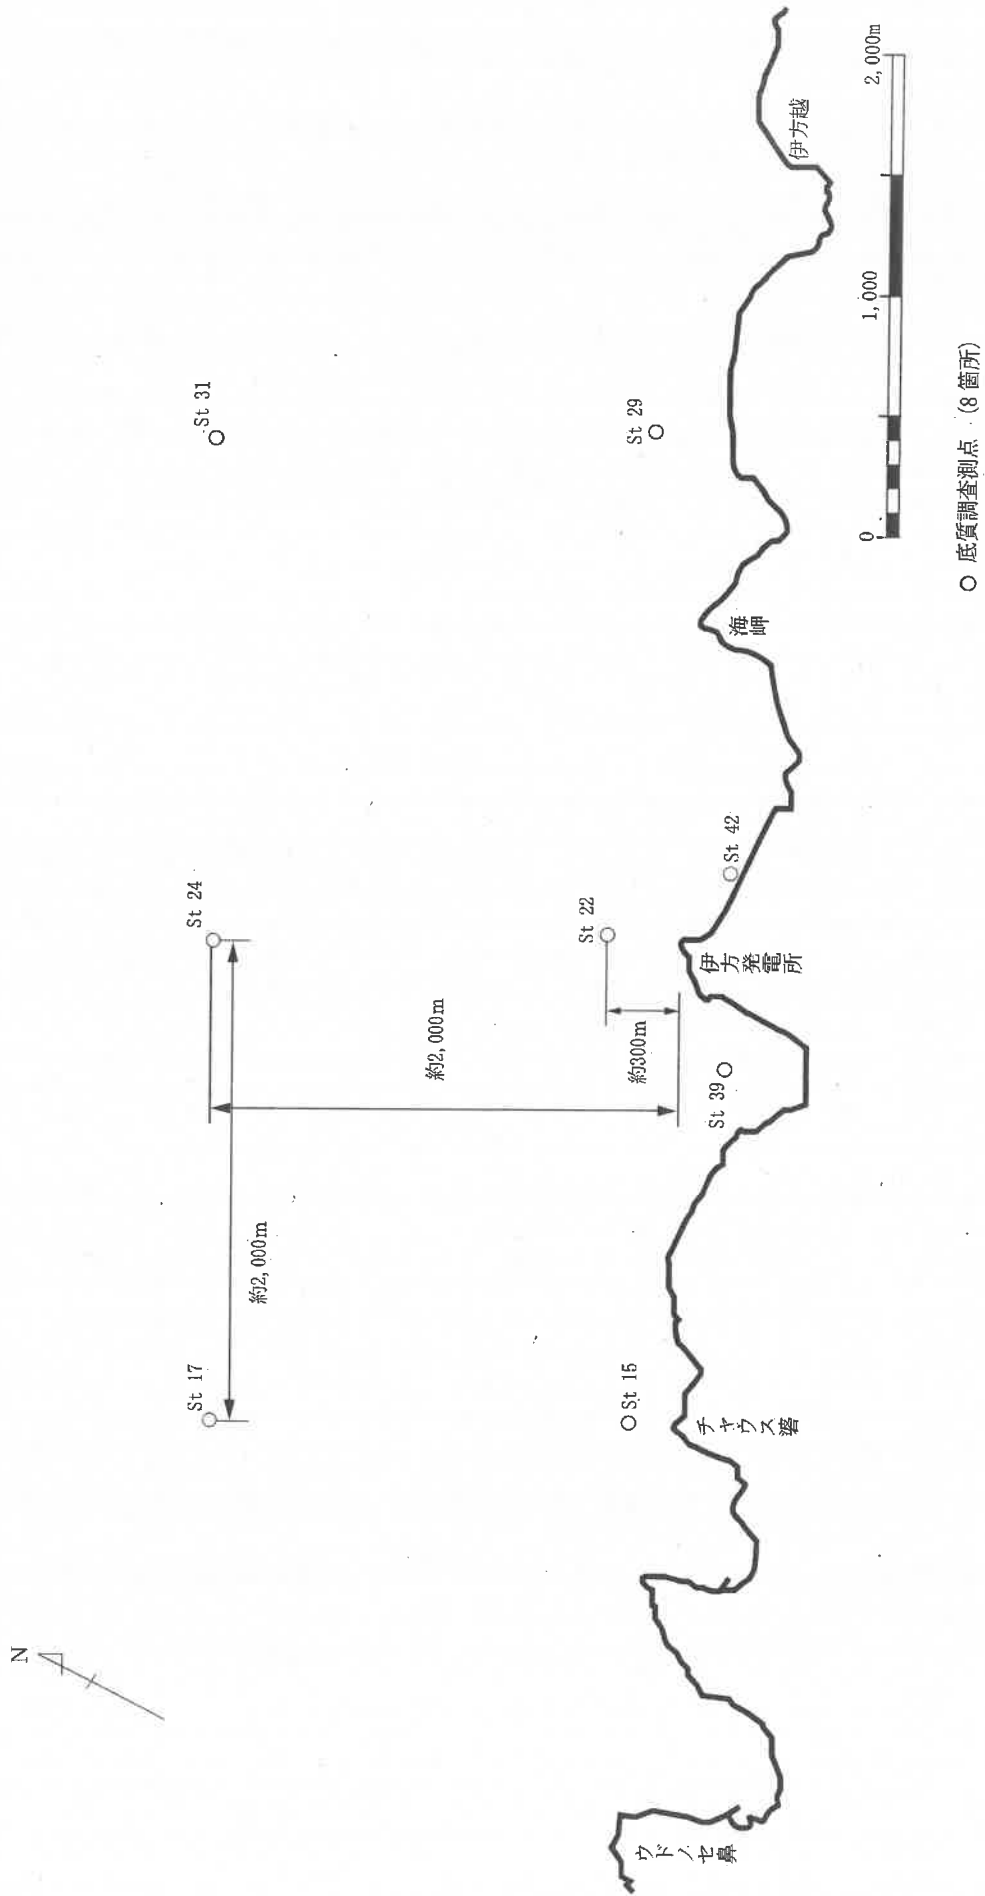 N
St 17
St 24
St 31
約2,000m
約2,000m
St 15
St 22
St 29
約300m
St 39
St 42
ウドノセ鼻
チヤウス碆
伊方発電所
海岬
伊方越
0
1,000
2,000m
○ 底質調査測点 (8箇所)